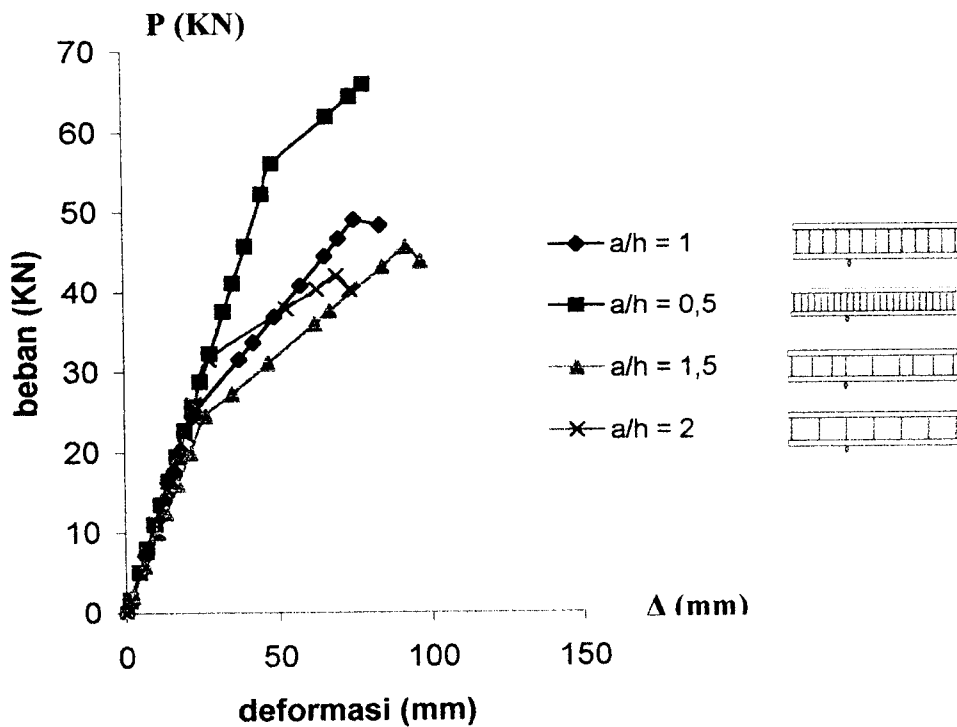 P (KN)
70
60
50
40
30
20
10
0
beban (KN)
0
50
100
150
deformasi (mm)
Δ (mm)
a/h = 1
a/h = 0,5
a/h = 1,5
a/h = 2